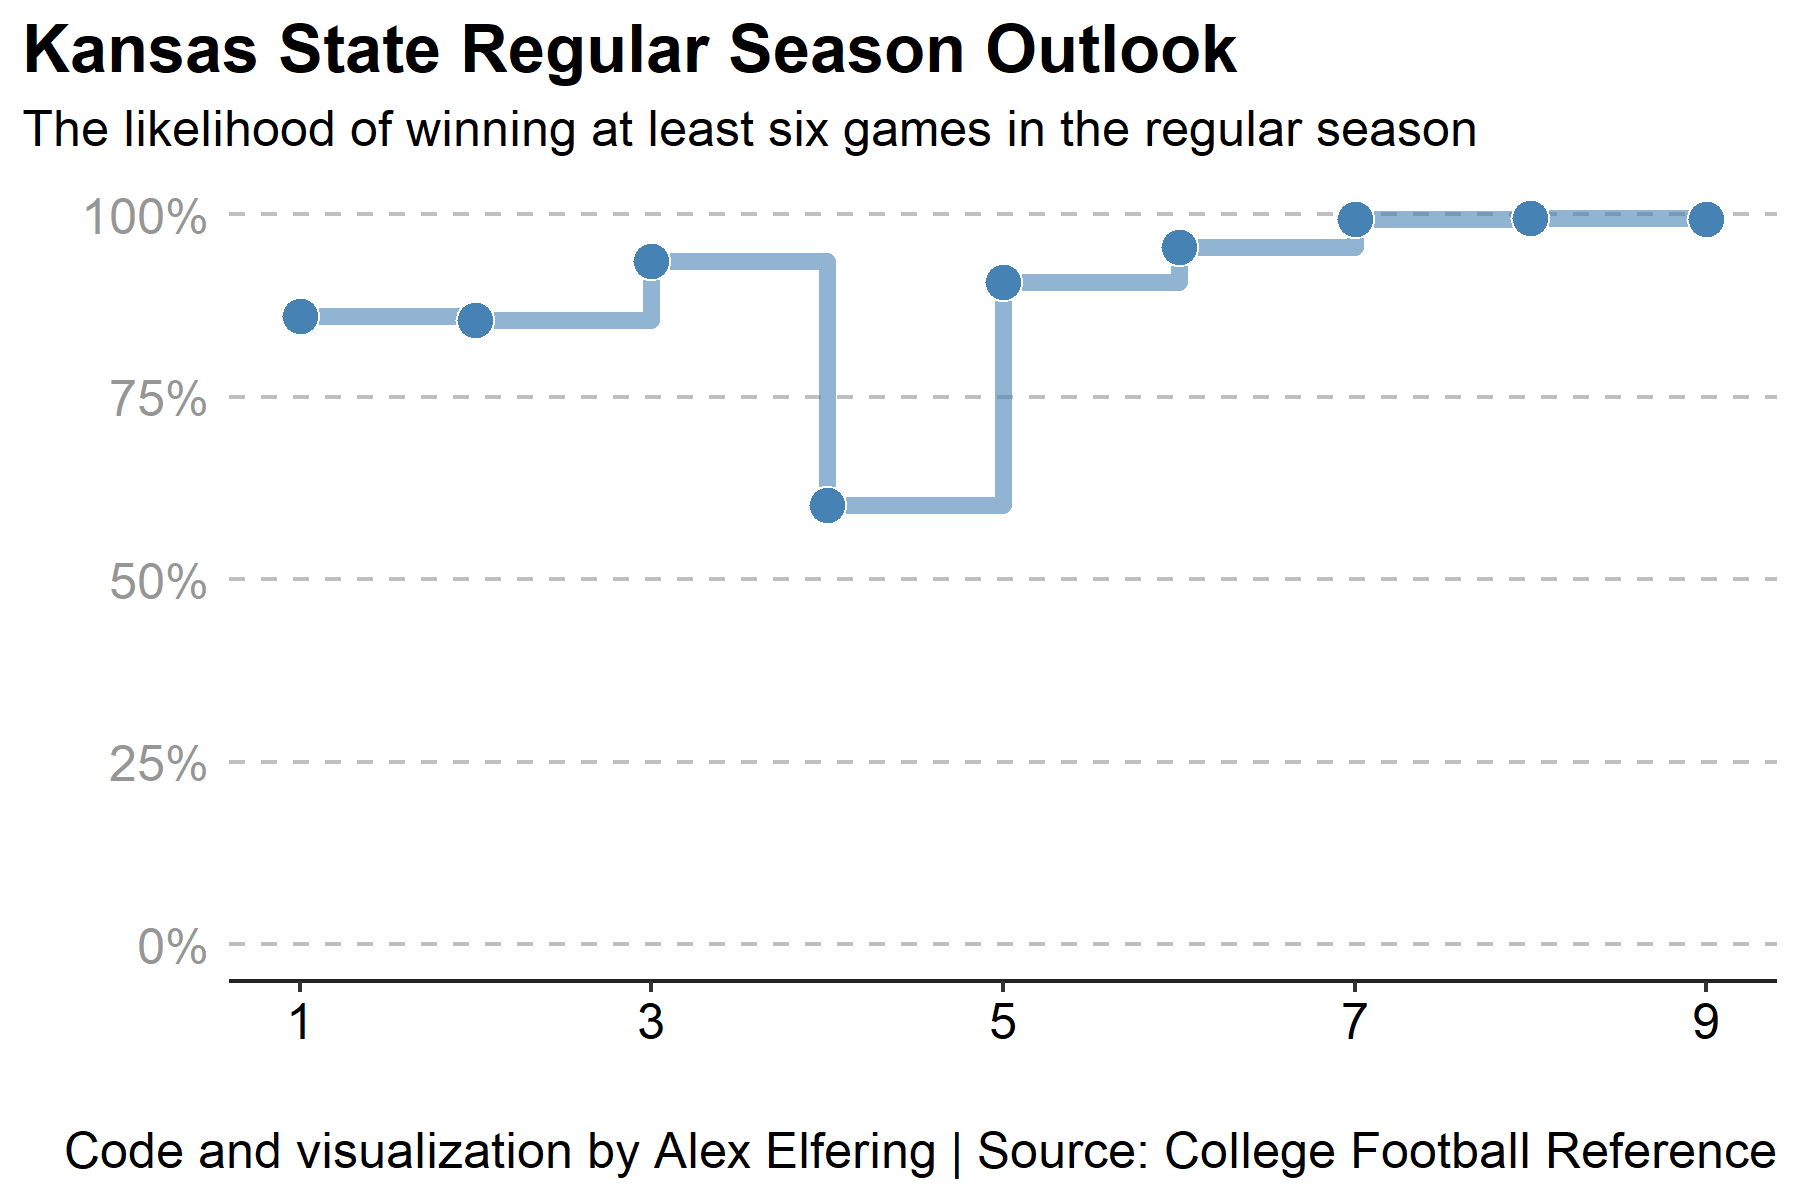 Kansas State Regular Season Outlook
The likelihood of winning at least six games in the regular season
100%
75%
50%
25%
0%
1 3 5 7 9
Code and visualization by Alex Elfering | Source: College Football Reference